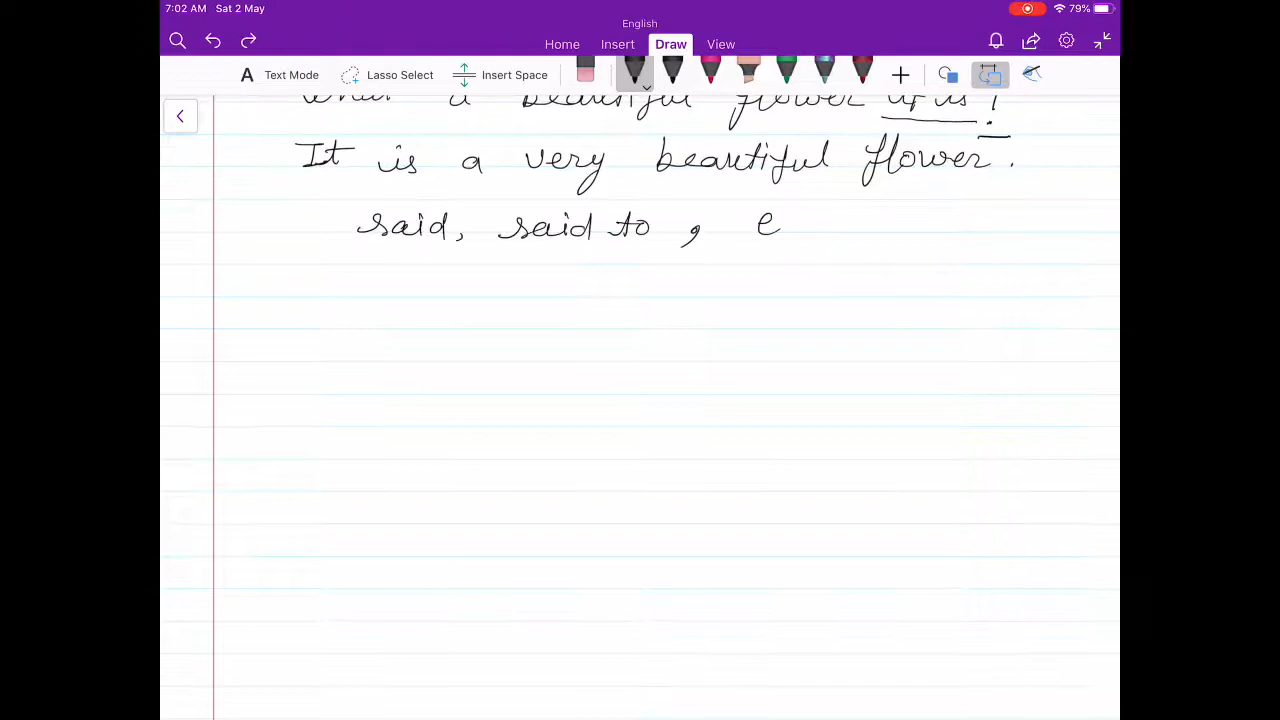 7:02 AM Sat 2 May 79%
English
Home Insert Draw View
A Text Mode Lasso Select Insert Space
What a beautiful flower it is!
It is a very beautiful flower.
said, said to, e